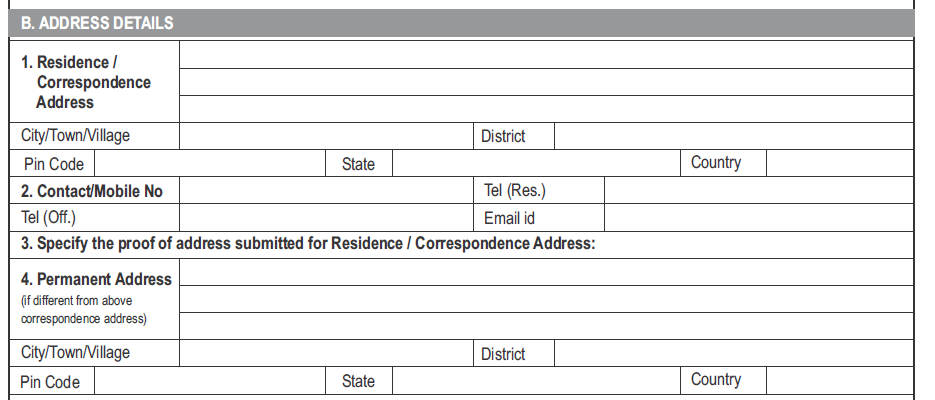 B. ADDRESS DETAILS
1. Residence /
Correspondence
Address
City/Town/Village District
Pin Code State Country
2. Contact/Mobile No Tel (Res.)
Tel (Off.) Email id
3. Specify the proof of address submitted for Residence / Correspondence Address:
4. Permanent Address
(if different from above
correspondence address)
City/Town/Village District
Pin Code State Country